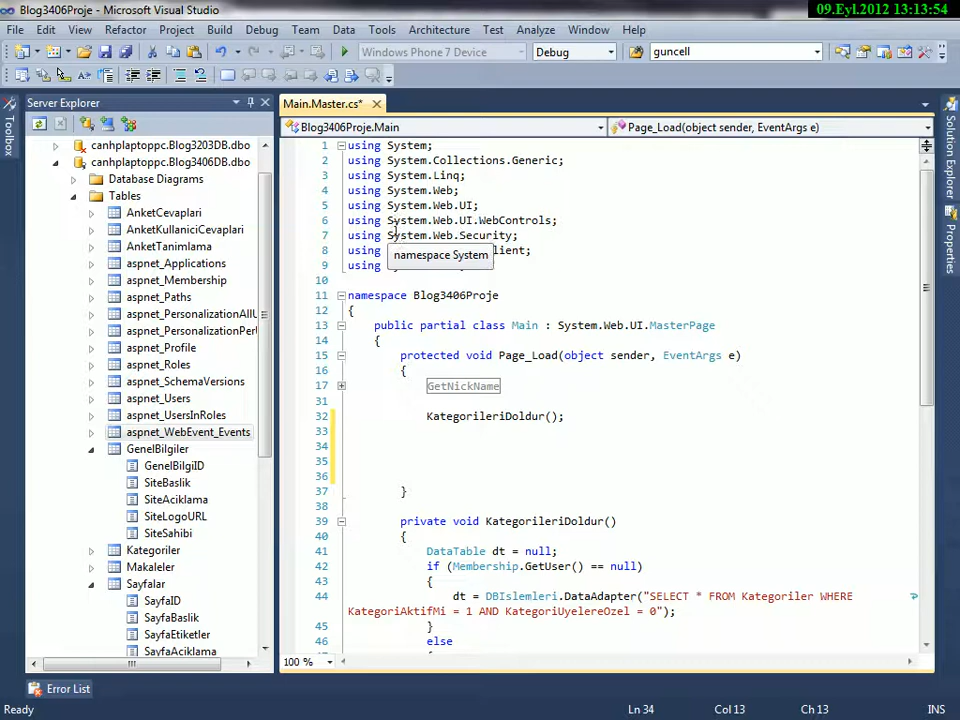 Blog3406Proje - Microsoft Visual Studio
09.Eyl.2012 13:13:54
File Edit View Refactor Project Build Debug Team Data Tools Architecture Test Analyze Window Help
Windows Phone 7 Device Debug guncell
Server Explorer
Main.Master.cs*
Toolbox
Solution Explorer
Properties
Blog3406Proje.Main
Page_Load(object sender, EventArgs e)
canhplaptoppc.Blog3203DB.dbo
canhplaptoppc.Blog3406DB.dbo
Database Diagrams
Tables
AnketCevaplari
AnketKullaniciCevaplari
AnketTanimlama
aspnet_Applications
aspnet_Membership
aspnet_Paths
aspnet_PersonalizationAllU
aspnet_PersonalizationPerU
aspnet_Profile
aspnet_Roles
aspnet_SchemaVersions
aspnet_Users
aspnet_UsersInRoles
aspnet_WebEvent_Events
GenelBilgiler
GenelBilgiID
SiteBaslik
SiteAciklama
SiteLogoURL
SiteSahibi
Kategoriler
Makaleler
Sayfalar
SayfaID
SayfaBaslik
SayfaEtiketler
SayfaAciklama
1 using System;
2 using System.Collections.Generic;
3 using System.Linq;
4 using System.Web;
5 using System.Web.UI;
6 using System.Web.UI.WebControls;
7 using System.Web.Security;
8 using lient;
namespace System
9 using
10
11 namespace Blog3406Proje
12 {
13 public partial class Main : System.Web.UI.MasterPage
14 {
15 protected void Page_Load(object sender, EventArgs e)
16 {
17 GetNickName
31
32 KategorileriDoldur();
33
34
35
36
37 }
38
39 private void KategorileriDoldur()
40 {
41 DataTable dt = null;
42 if (Membership.GetUser() == null)
43 {
44 dt = DBIslemleri.DataAdapter("SELECT * FROM Kategoriler WHERE
KategoriAktifMi = 1 AND KategoriUyelereOzel = 0");
45 }
46 else
100 %
Error List
Ready
Ln 34 Col 13 Ch 13 INS